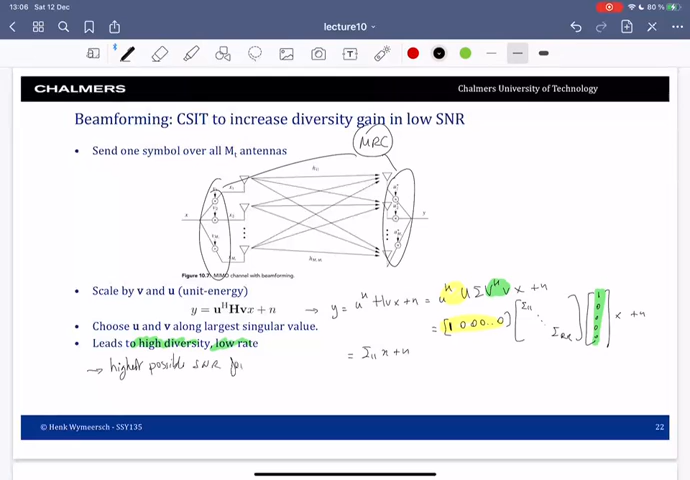 13:06 Sat 12 Dec
80 %
lecture10
CHALMERS
Chalmers University of Technology
Beamforming: CSIT to increase diversity gain in low SNR
MRC
• Send one symbol over all Mt antennas
x
y
Figure 10.7: MIMO channel with beamforming.
• Scale by v and u (unit-energy)
y = u^H Hvx + n → y = u^H Hvx + n = u^H U Σ V^H v x + n
= [1 0 0 0 ... 0] [Σ11 ⋱ ΣRR] [1 0 0 0 0] x + n
• Choose u and v along largest singular value.
• Leads to high diversity, low rate
= Σ11 x + n
→ highest possible SNR for
© Henk Wymeersch - SSY135
22